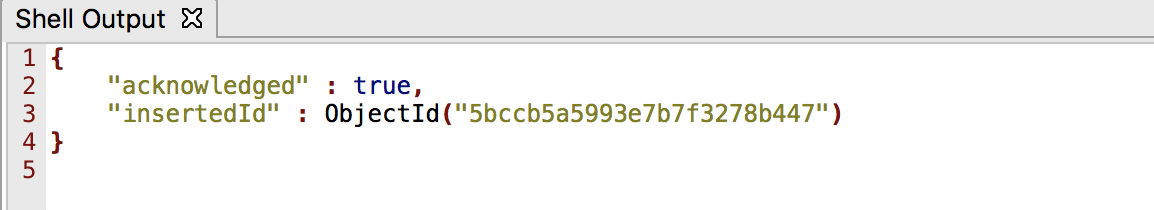 Shell Output
1 {
2     "acknowledged" : true,
3     "insertedId" : ObjectId("5bccb5a5993e7b7f3278b447")
4 }
5